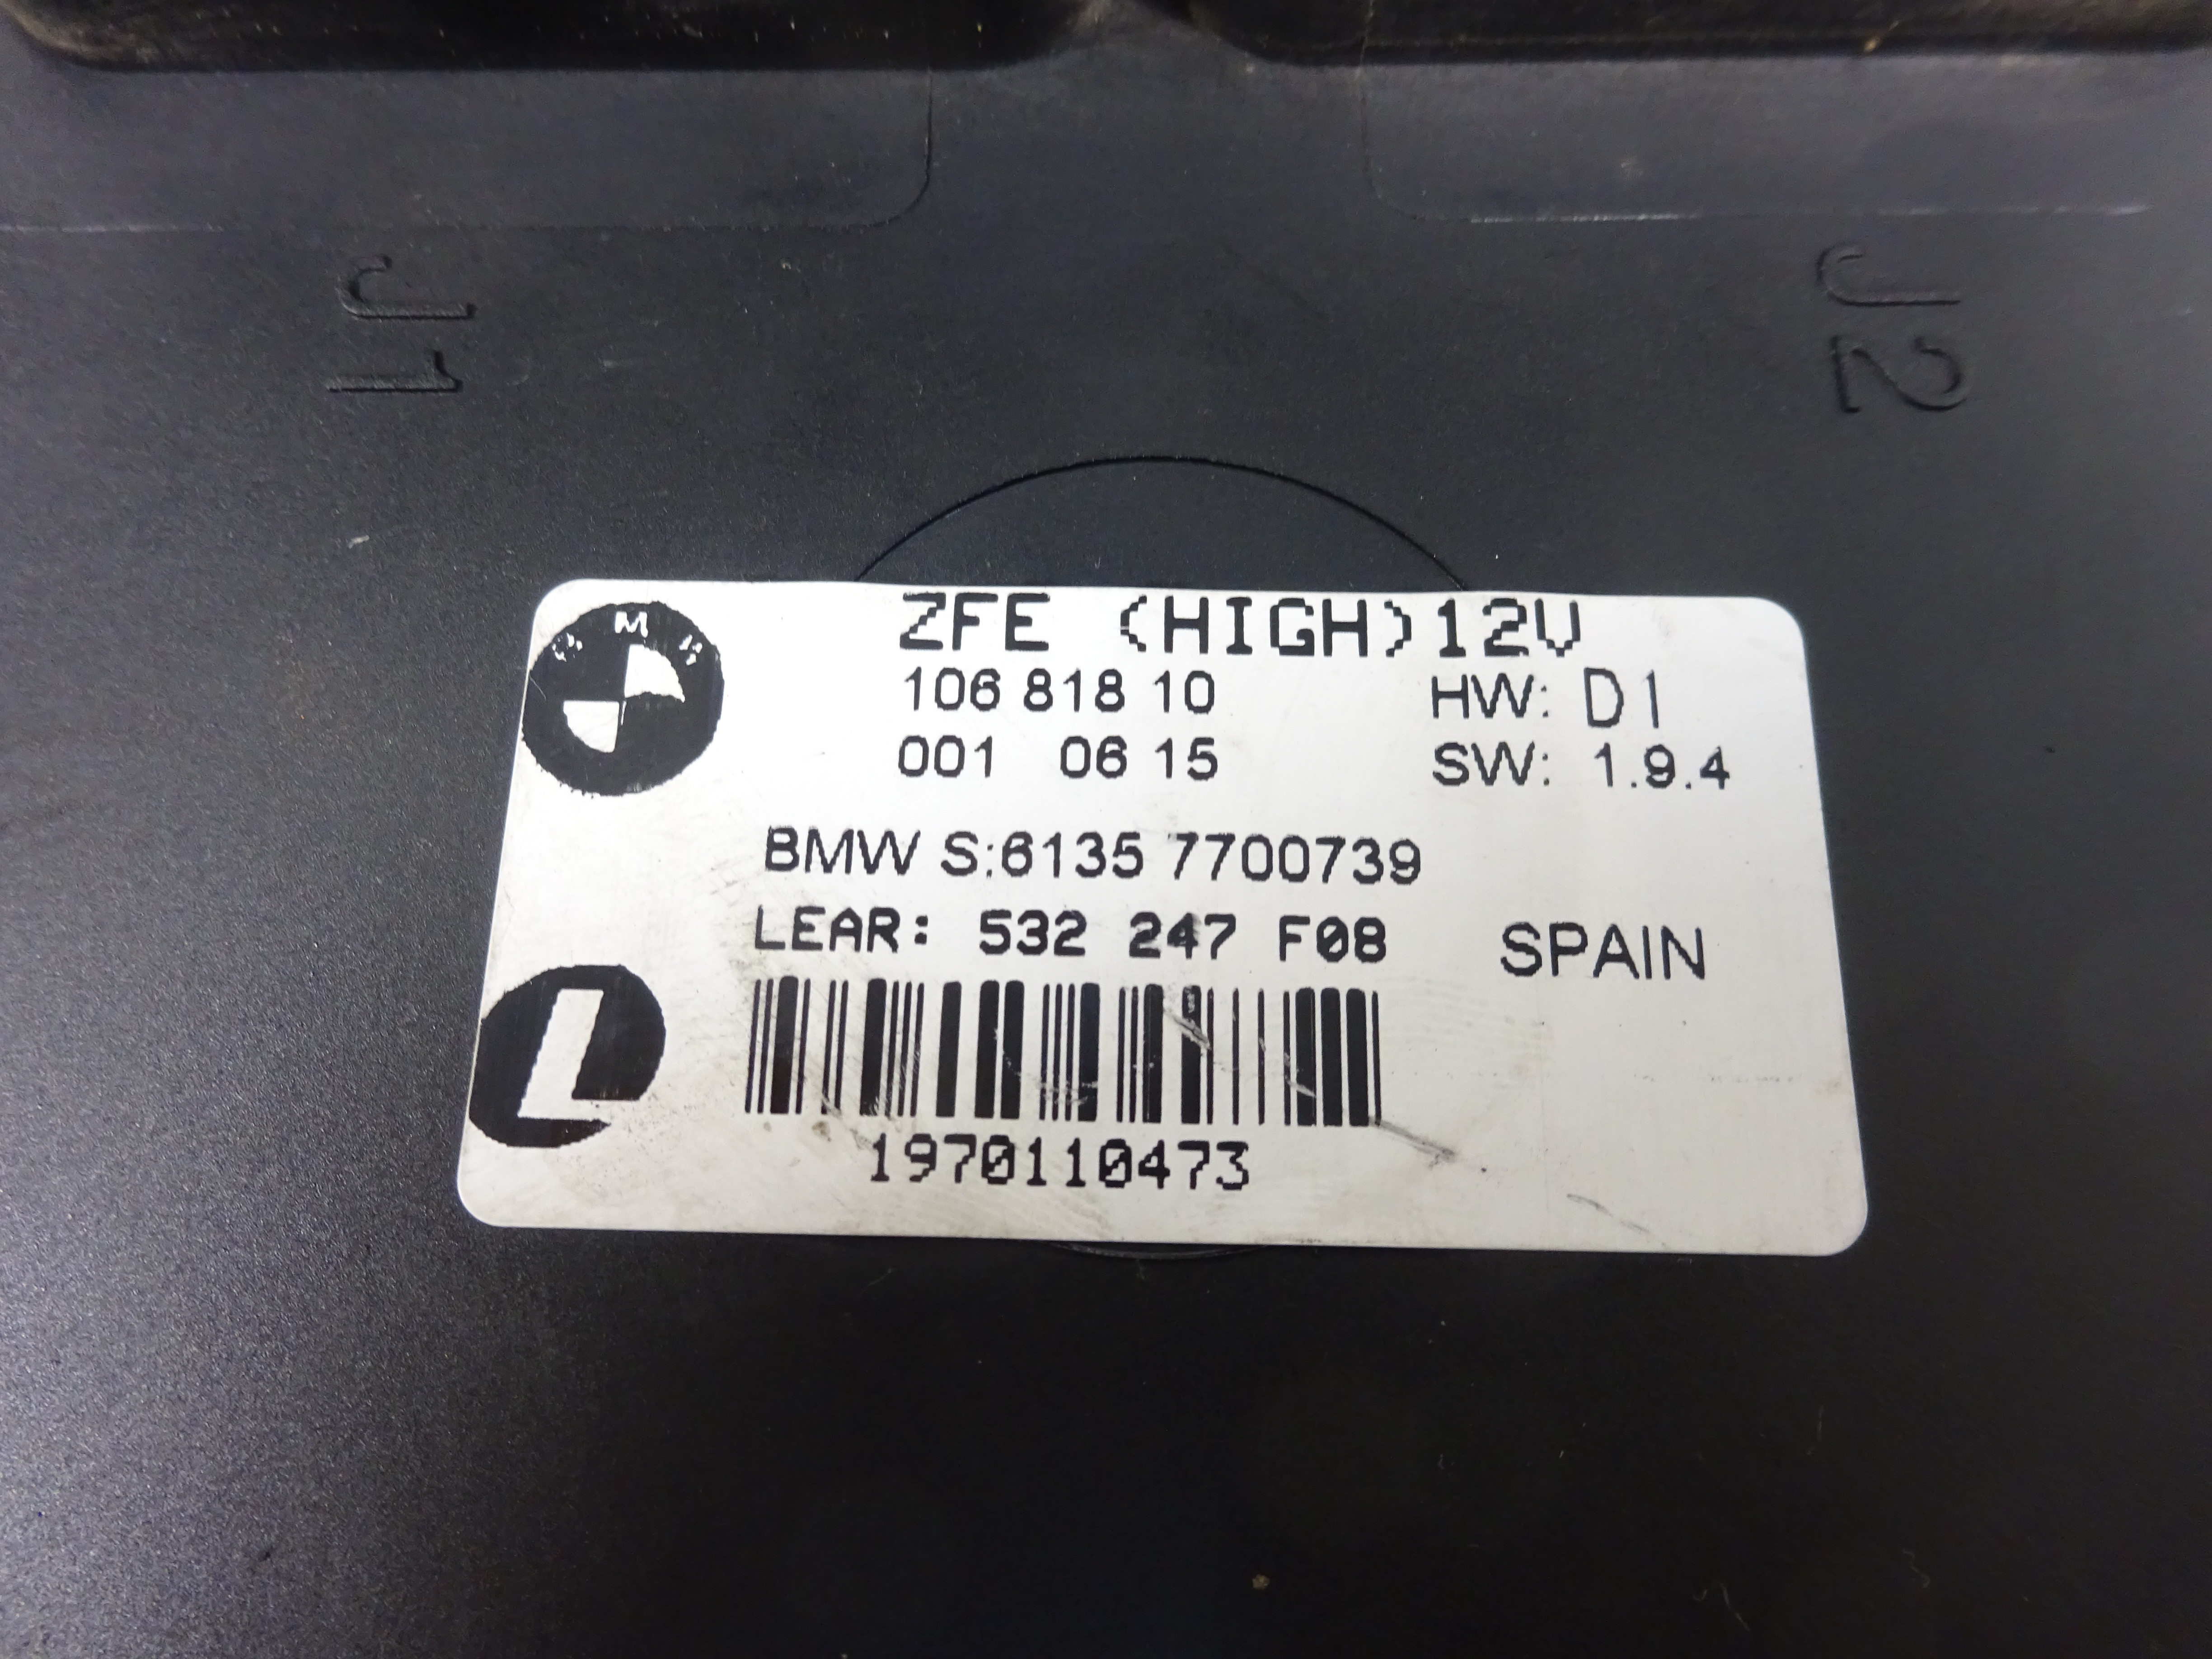 J1
J2
BMW
ZFE (HIGH)12V
106 818 10 HW: D1
001 06 15 SW: 1.9.4
BMW S:6135 7700739
LEAR: 532 247 F08
SPAIN
L
1970110473